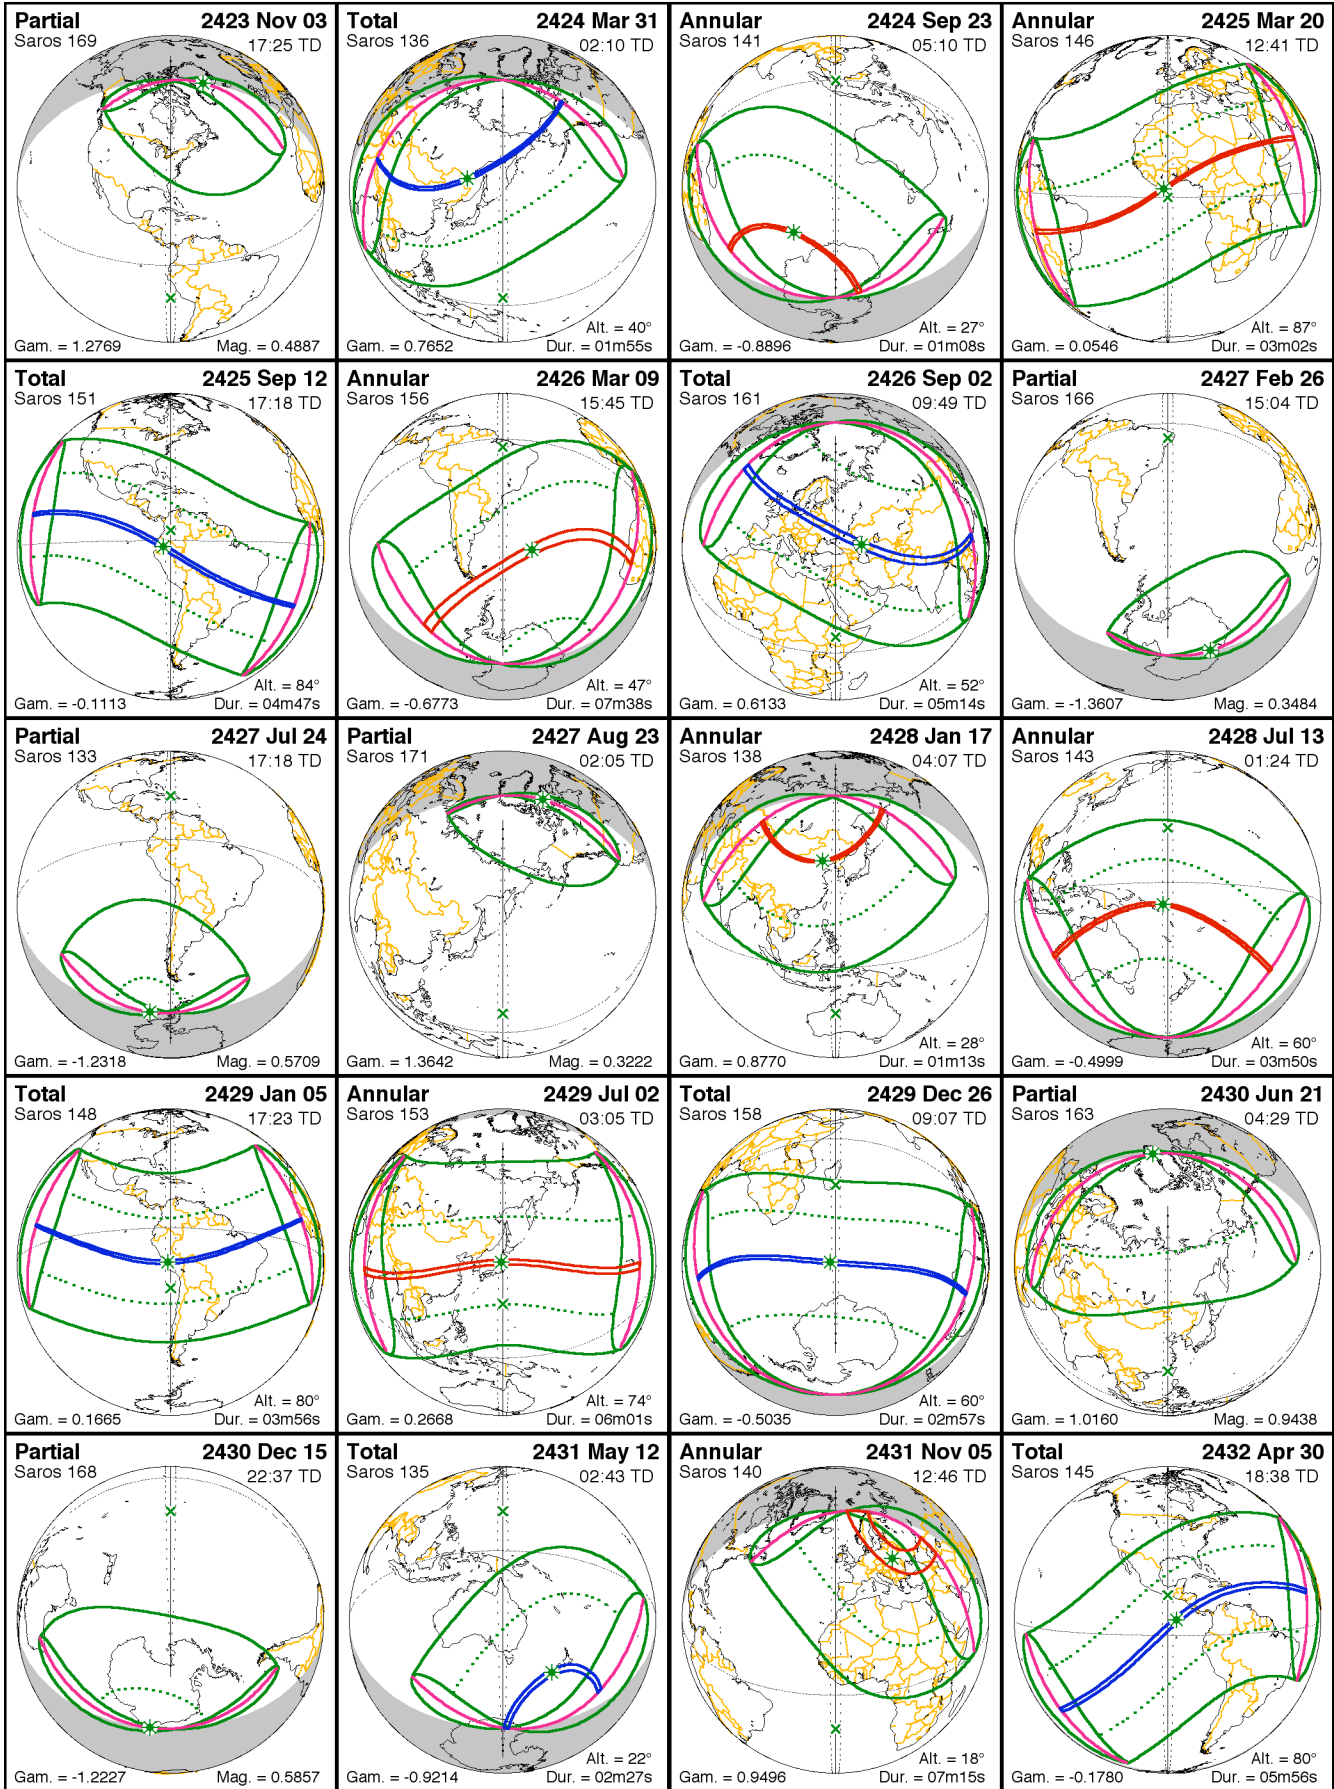 Partial 2423 Nov 03
Saros 169 17:25 TD
Gam. = 1.2769 Mag. = 0.4887
Total 2424 Mar 31
Saros 136 02:10 TD
Alt. = 40°
Gam. = 0.7652 Dur. = 01m55s
Annular 2424 Sep 23
Saros 141 05:10 TD
Alt. = 27°
Gam. = -0.8896 Dur. = 01m08s
Annular 2425 Mar 20
Saros 146 12:41 TD
Alt. = 87°
Gam. = 0.0546 Dur. = 03m02s
Total 2425 Sep 12
Saros 151 17:18 TD
Alt. = 84°
Gam. = -0.1113 Dur. = 04m47s
Annular 2426 Mar 09
Saros 156 15:45 TD
Alt. = 47°
Gam. = -0.6773 Dur. = 07m38s
Total 2426 Sep 02
Saros 161 09:49 TD
Alt. = 52°
Gam. = 0.6133 Dur. = 05m14s
Partial 2427 Feb 26
Saros 166 15:04 TD
Gam. = -1.3607 Mag. = 0.3484
Partial 2427 Jul 24
Saros 133 17:18 TD
Gam. = -1.2318 Mag. = 0.5709
Partial 2427 Aug 23
Saros 171 02:05 TD
Gam. = 1.3642 Mag. = 0.3222
Annular 2428 Jan 17
Saros 138 04:07 TD
Alt. = 28°
Gam. = 0.8770 Dur. = 01m13s
Annular 2428 Jul 13
Saros 143 01:24 TD
Alt. = 60°
Gam. = -0.4999 Dur. = 03m50s
Total 2429 Jan 05
Saros 148 17:23 TD
Alt. = 80°
Gam. = 0.1665 Dur. = 03m56s
Annular 2429 Jul 02
Saros 153 03:05 TD
Alt. = 74°
Gam. = 0.2668 Dur. = 06m01s
Total 2429 Dec 26
Saros 158 09:07 TD
Alt. = 60°
Gam. = -0.5035 Dur. = 02m57s
Partial 2430 Jun 21
Saros 163 04:29 TD
Gam. = 1.0160 Mag. = 0.9438
Partial 2430 Dec 15
Saros 168 22:37 TD
Gam. = -1.2227 Mag. = 0.5857
Total 2431 May 12
Saros 135 02:43 TD
Alt. = 22°
Gam. = -0.9214 Dur. = 02m27s
Annular 2431 Nov 05
Saros 140 12:46 TD
Alt. = 18°
Gam. = 0.9496 Dur. = 07m15s
Total 2432 Apr 30
Saros 145 18:38 TD
Alt. = 80°
Gam. = -0.1780 Dur. = 05m56s